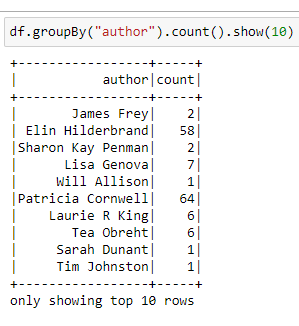 df.groupBy("author").count().show(10)
+-----------------+-----+
|           author|count|
+-----------------+-----+
|       James Frey|    2|
| Elin Hilderbrand|   58|
|Sharon Kay Penman|    2|
|      Lisa Genova|    7|
|     Will Allison|    1|
|Patricia Cornwell|   64|
|    Laurie R King|    6|
|       Tea Obreht|    6|
|     Sarah Dunant|    1|
|     Tim Johnston|    1|
+-----------------+-----+
only showing top 10 rows